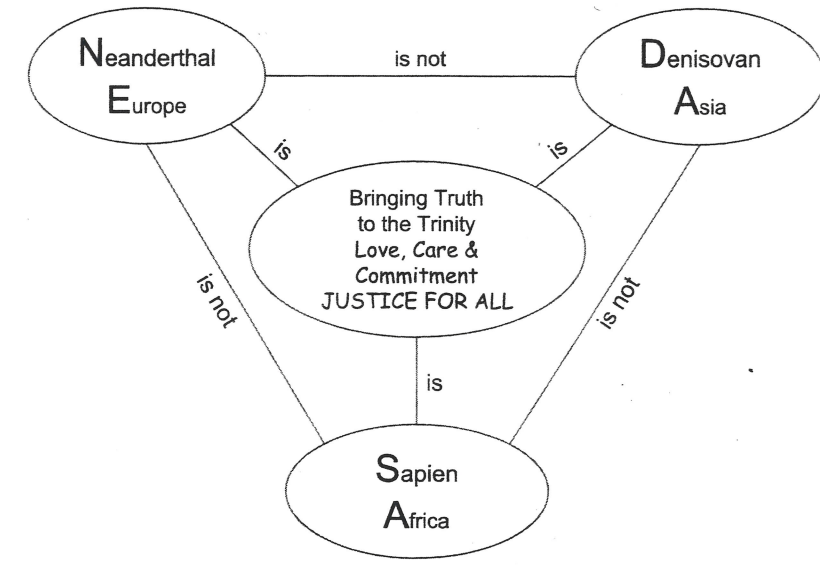 Neanderthal
Europe
is not
Denisovan
Asia
is
is
Bringing Truth
to the Trinity
Love, Care &
Commitment
JUSTICE FOR ALL
is not
is not
is
Sapien
Africa